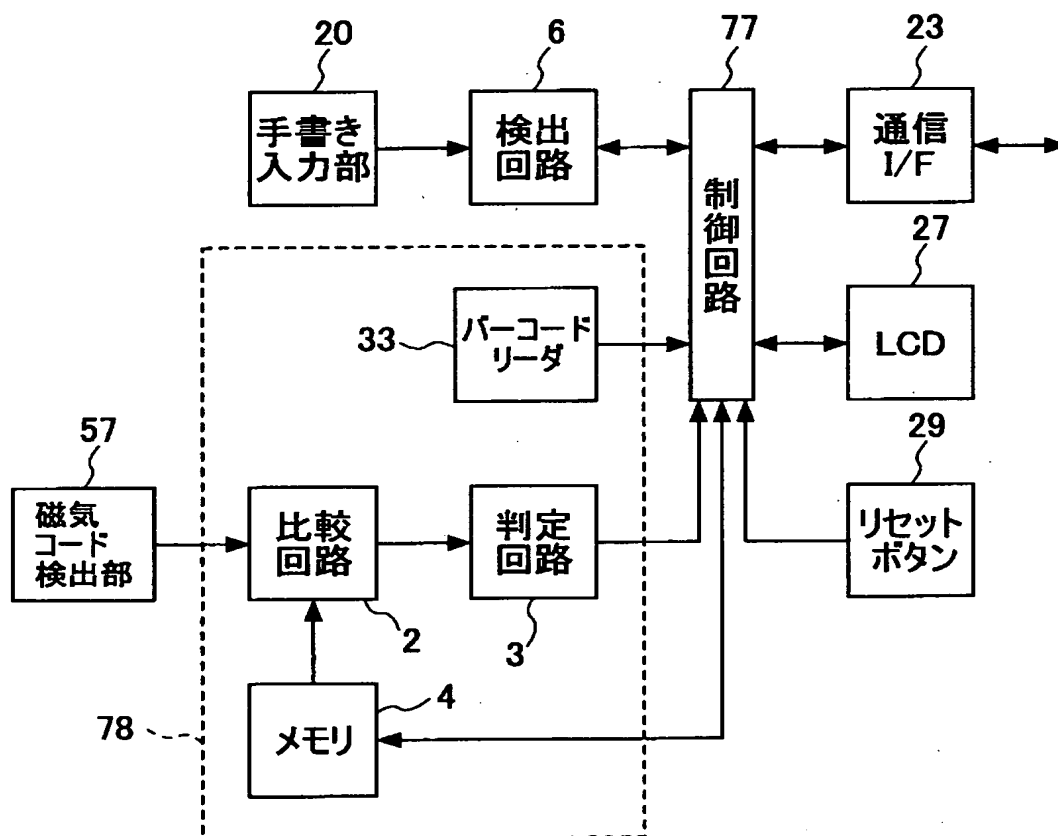 20
6
77
23
手書き
入力部
検出
回路
制御回路
通信
I/F
27
33
バーコード
リーダ
LCD
57
29
磁気
コード
検出部
比較
回路
判定
回路
リセット
ボタン
2
3
4
78
メモリ